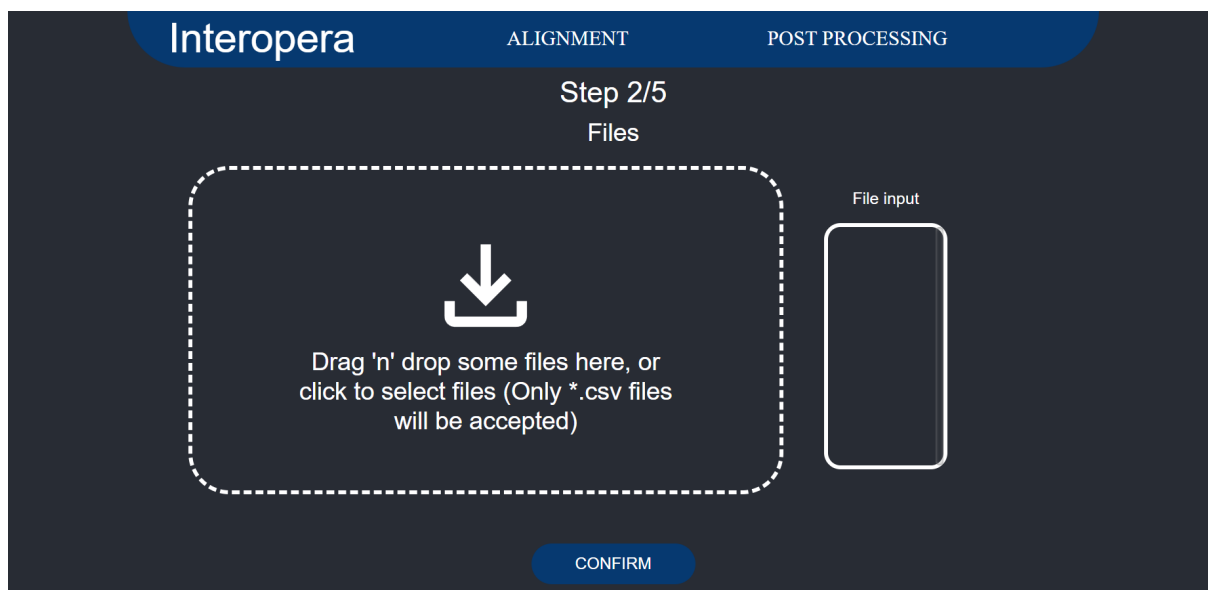 Interopera
ALIGNMENT
POST PROCESSING
Step 2/5
Files
File input
Drag 'n' drop some files here, or
click to select files (Only *.csv files
will be accepted)
CONFIRM